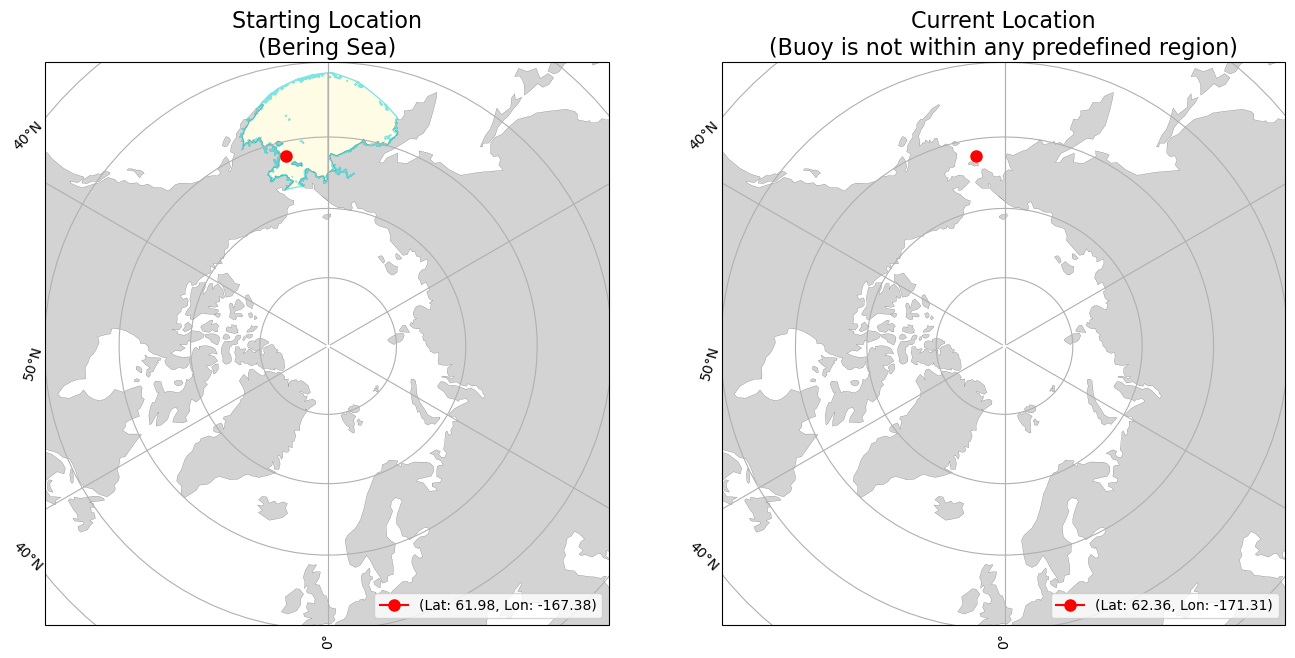 Starting Location
(Bering Sea)
40°N
50°N
40°N
0°
(Lat: 61.98, Lon: -167.38)
Current Location
(Buoy is not within any predefined region)
40°N
50°N
40°N
0°
(Lat: 62.36, Lon: -171.31)